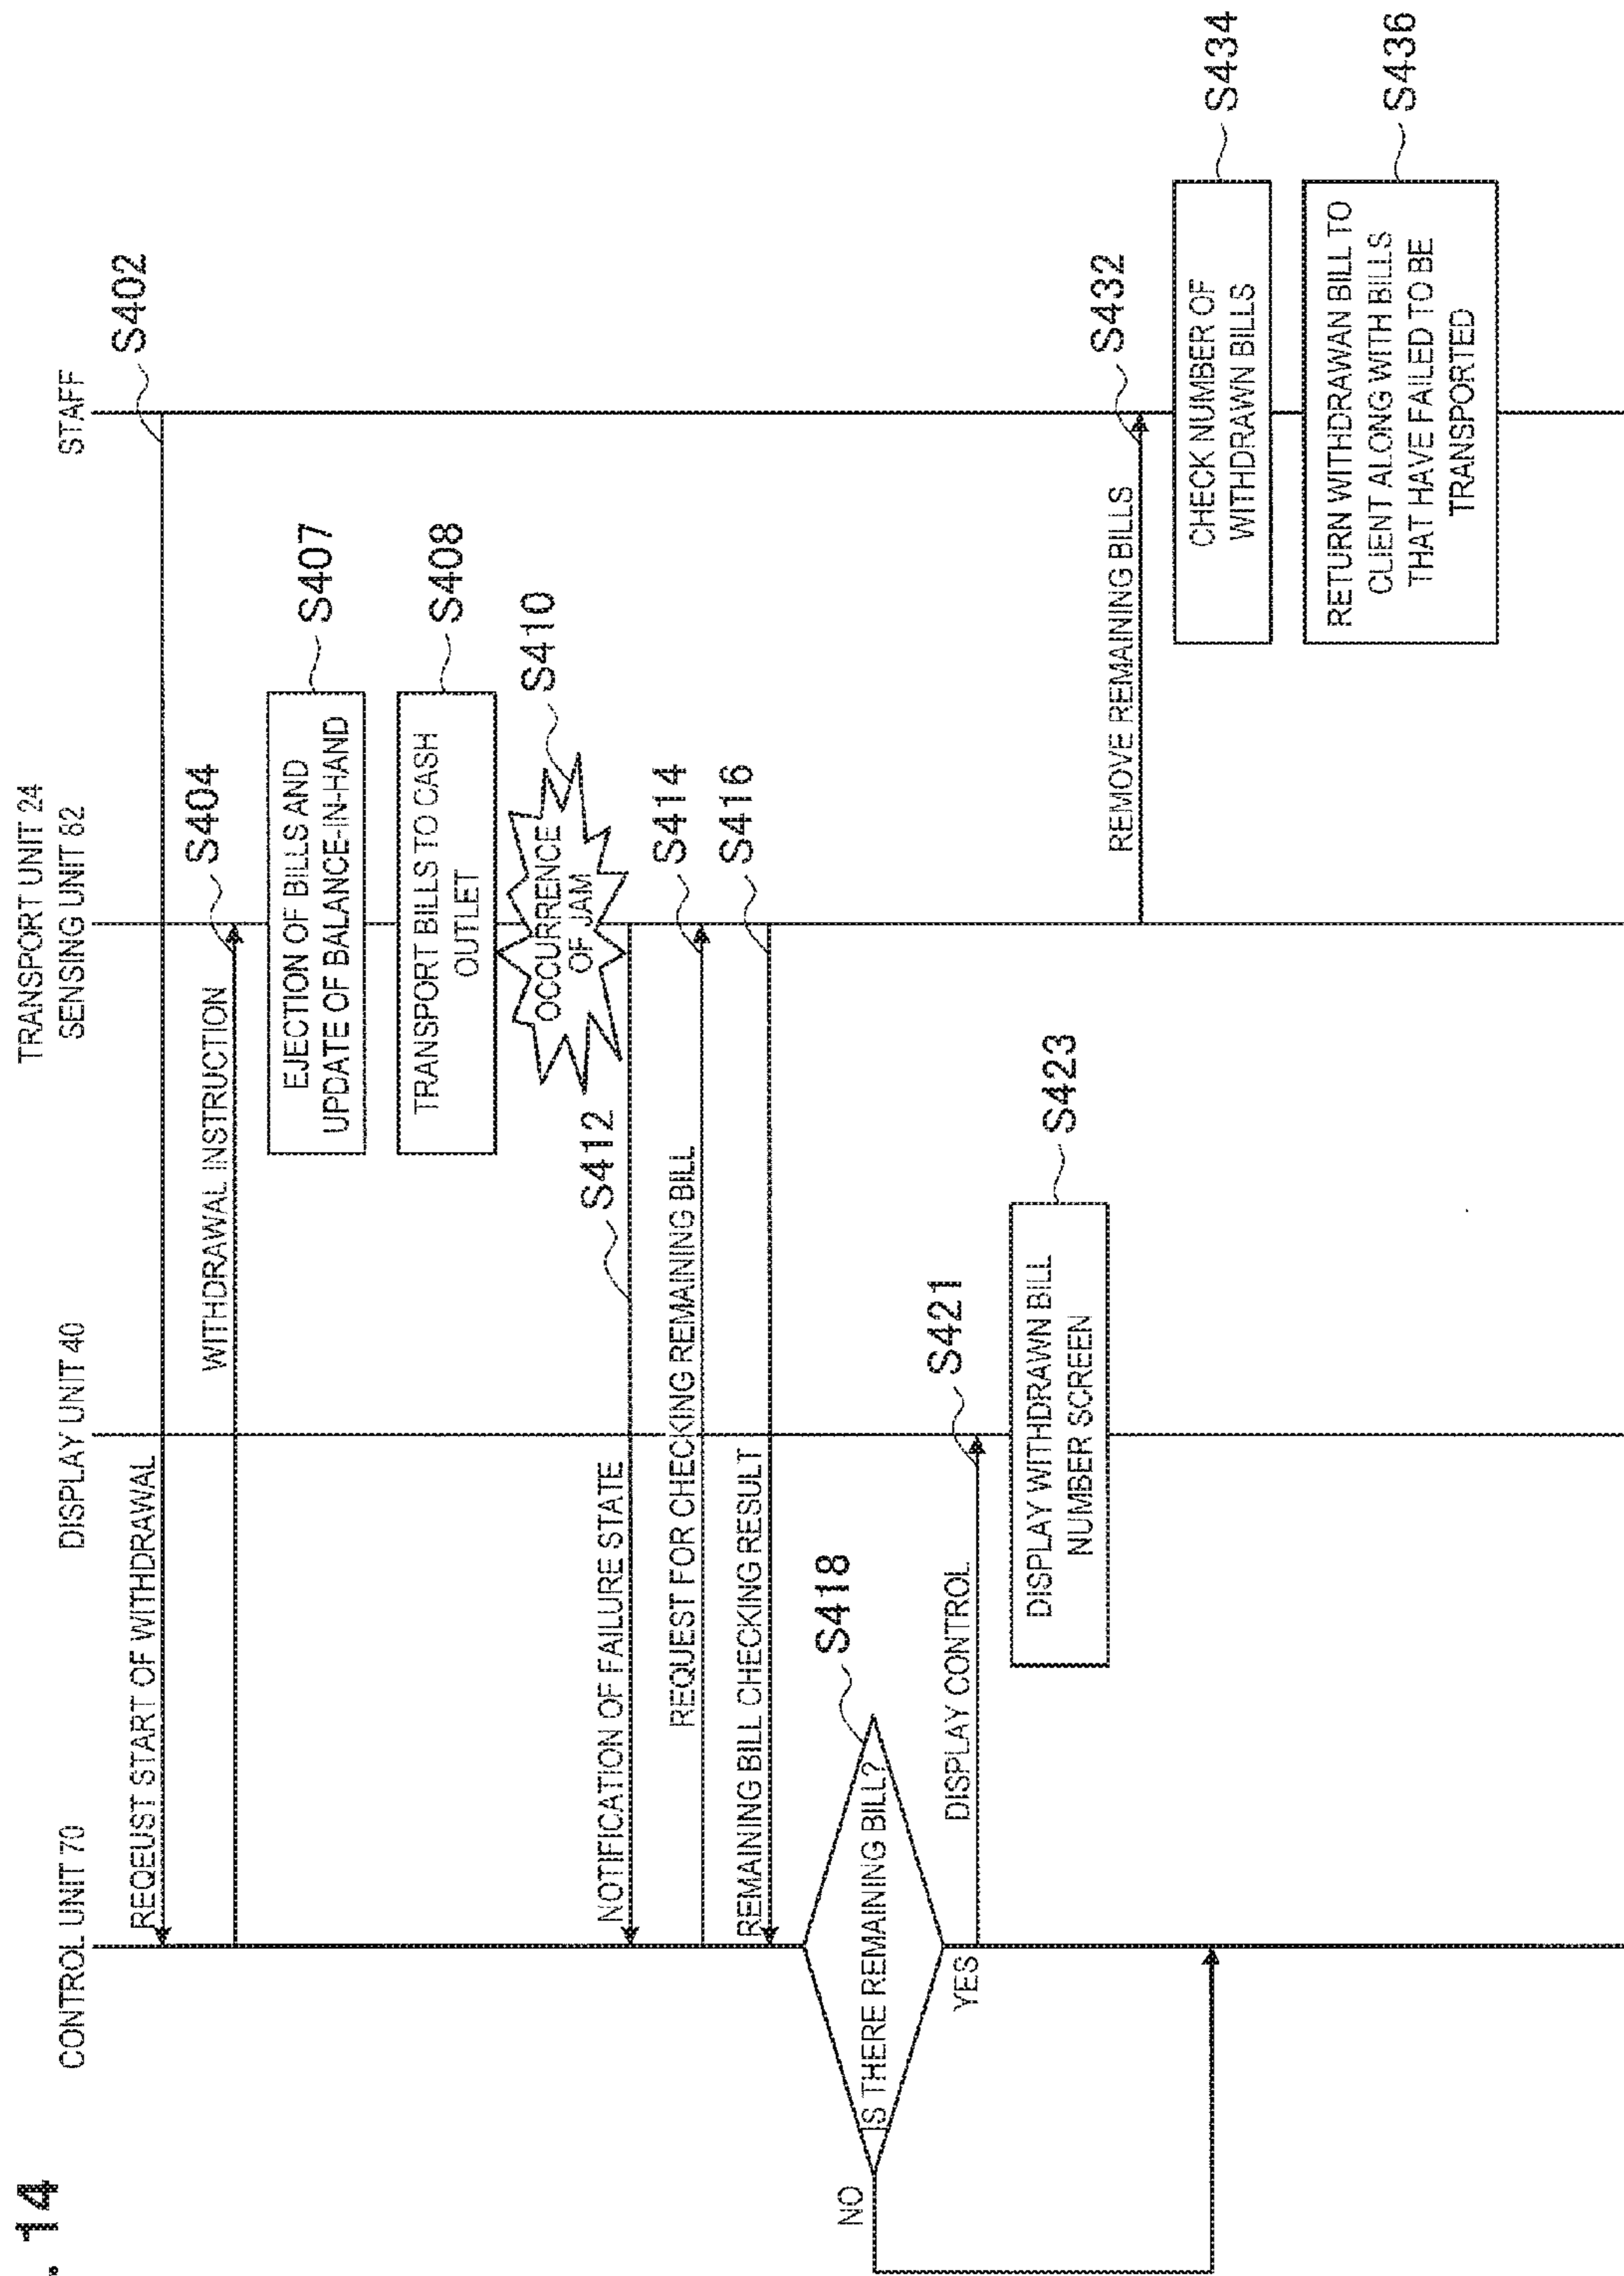 . 14
CONTROL UNIT 70
DISPLAY UNIT 40
TRANSPORT UNIT 24
SENSING UNIT 82
STAFF
REQEUST START OF WITHDRAWAL
S402
WITHDRAWAL INSTRUCTION
S404
EJECTION OF BILLS AND
UPDATE OF BALANCE-IN-HAND
S407
TRANSPORT BILLS TO CASH
OUTLET
S408
OCCURRENCE
OF JAM
S410
NOTIFICATION OF FAILURE STATE
S412
REQUEST FOR CHECKING REMAINING BILL
S414
REMAINING BILL CHECKING RESULT
S416
IS THERE REMAINING BILL?
S418
NO
YES
DISPLAY CONTROL
S421
DISPLAY WITHDRAWN BILL
NUMBER SCREEN
S423
REMOVE REMAINING BILLS
S432
CHECK NUMBER OF
WITHDRAWN BILLS
S434
RETURN WITHDRAWAN BILL TO
CLIENT ALONG WITH BILLS
THAT HAVE FAILED TO BE
TRANSPORTED
S436